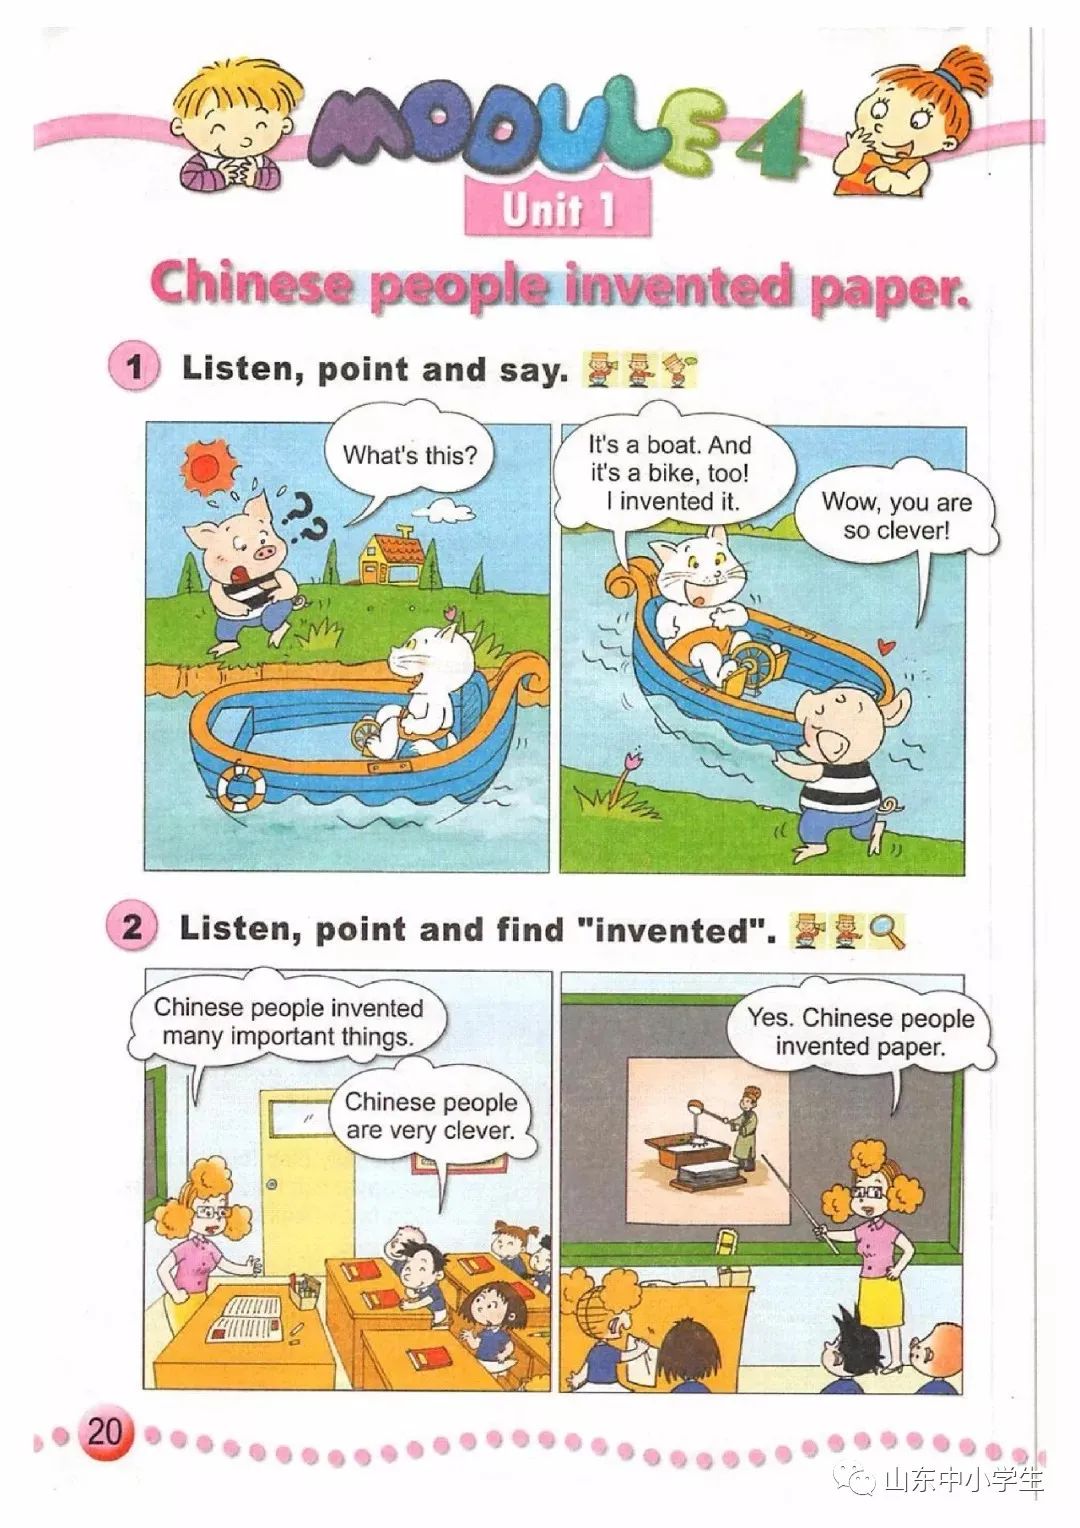 MODULE 4
Unit 1
Chinese people invented paper.
1 Listen, point and say.
What's this?
??
It's a boat. And
it's a bike, too!
I invented it.
Wow, you are
so clever!
2 Listen, point and find "invented".
Chinese people invented
many important things.
Chinese people
are very clever.
Yes. Chinese people
invented paper.
20
山东中小学生